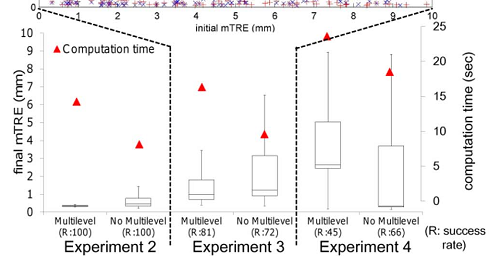 0 1 2 3 4 5 6 7 8 9 10
initial mTRE (mm)
Computation time
final mTRE (mm)
10
9
8
7
6
5
4
3
2
1
0
25
20
15
10
5
0
computation time (sec)
Multilevel No Multilevel Multilevel No Multilevel Multilevel No Multilevel
(R:100) (R:100) (R:81) (R:72) (R:45) (R:66)
(R: success
rate)
Experiment 2 Experiment 3 Experiment 4